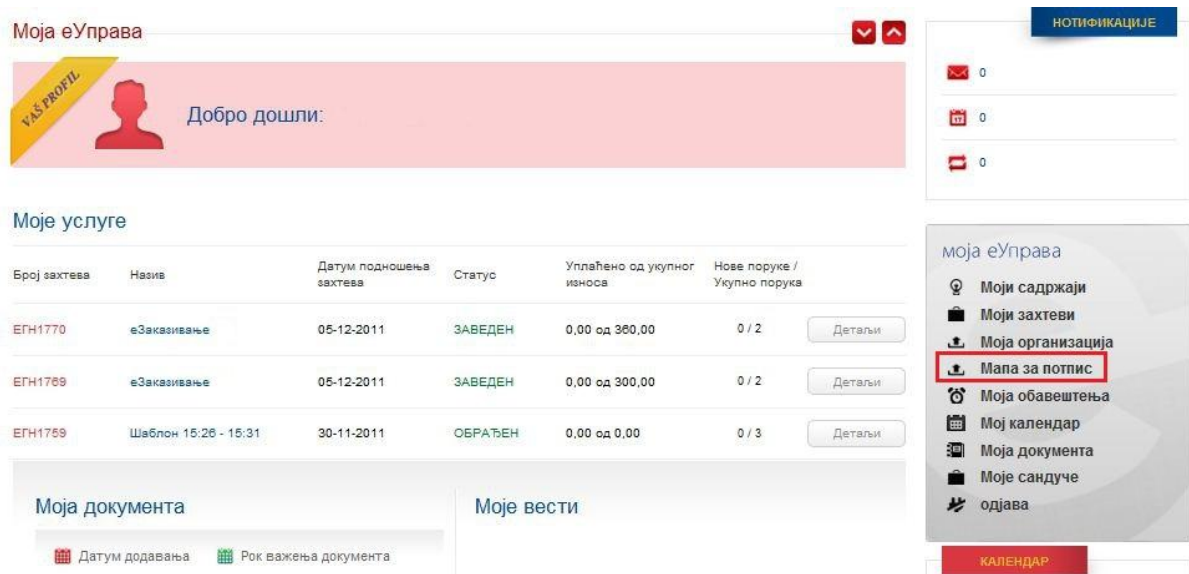 Моја еУправа
VAŠ PROFIL
Добро дошли:
Моје услуге
Број захтева Назив Датум подношења захтева Статус Уплаћено од укупног износа Нове поруке / Укупно порука
ЕГН1770 еЗаказивање 05-12-2011 ЗАВЕДЕН 0,00 од 360,00 0 / 2 Детаљи
ЕГН1769 еЗаказивање 05-12-2011 ЗАВЕДЕН 0,00 од 300,00 0 / 2 Детаљи
ЕГН1759 Шаблон 15:26 - 15:31 30-11-2011 ОБРАЂЕН 0,00 од 0,00 0 / 3 Детаљи
Моја документа
Датум додавања Рок важења документа
Моје вести
НОТИФИКАЦИЈЕ
0
17 0
0
моја еУправа
Моји садржаји
Моји захтеви
Моја организација
Мапа за потпис
Моја обавештења
Мој календар
Моја документа
Моје сандуче
одјава
КАЛЕНДАР